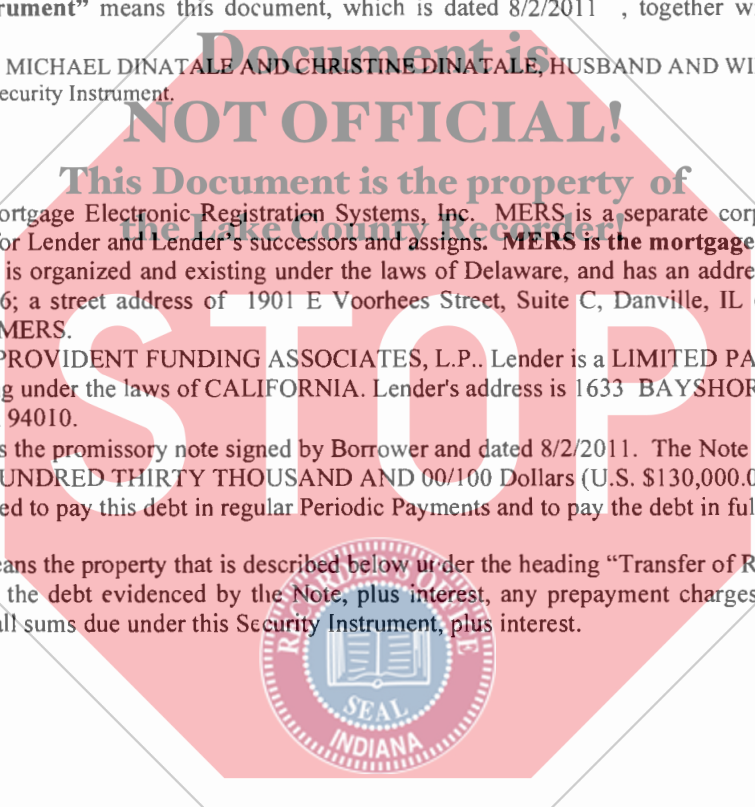 rument” means this document, which is dated 8/2/2011 , together w
Document is
MICHAEL DINATALE AND CHRISTINE DINATALE, HUSBAND AND WI
ecurity Instrument.
NOT OFFICIAL!
This Document is the property of
ortgage Electronic Registration Systems, Inc. MERS is a separate corp
the Lake County Recorder!
or Lender and Lender’s successors and assigns. MERS is the mortgage
is organized and existing under the laws of Delaware, and has an addre
6; a street address of 1901 E Voorhees Street, Suite C, Danville, IL
MERS.
STOP
PROVIDENT FUNDING ASSOCIATES, L.P.. Lender is a LIMITED PA
g under the laws of CALIFORNIA. Lender's address is 1633 BAYSHOR
94010.
s the promissory note signed by Borrower and dated 8/2/2011. The Note
UNDRED THIRTY THOUSAND AND 00/100 Dollars (U.S. $130,000.0
ed to pay this debt in regular Periodic Payments and to pay the debt in ful
eans the property that is described below under the heading “Transfer of R
the debt evidenced by the Note, plus interest, any prepayment charges
all sums due under this Security Instrument, plus interest.
RECORDER'S OFFICE
SEAL
INDIANA